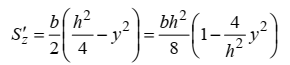 S′_z = b/2 (h²/4 − y²) = bh²/8 (1 − 4/h² y²)